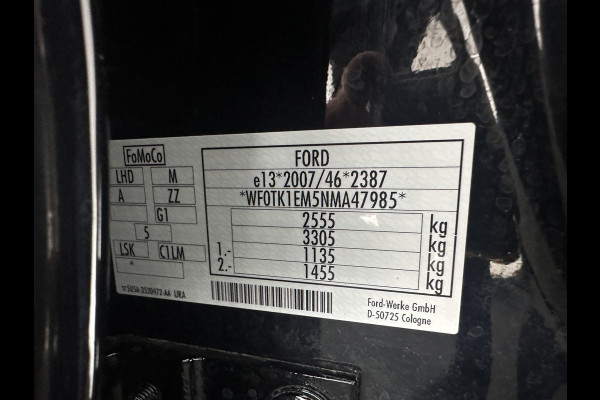 FoMoCo
LHD M
A ZZ
G1
5
LSK C1LM
*
FORD
e13*2007/46*2387
*WF0TK1EM5NMA47985*
2555 kg
3305 kg
1.- 1135 kg
2.- 1455 kg
Ford-Werke GmbH
D-50725 Cologne